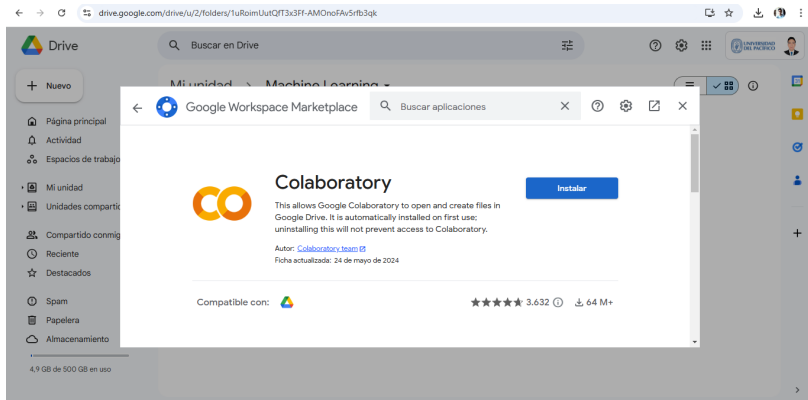 drive.google.com/drive/u/2/folders/1uRoimUutQfT3x3Ff-AMOnoFAv5rfb3qk
Drive
Buscar en Drive
UNIVERSIDAD
DEL PACÍFICO
Nuevo
Mi unidad > Machine Learning
Google Workspace Marketplace
Buscar aplicaciones
Página principal
Actividad
Espacios de trabajo
Mi unidad
Unidades compartid
Compartido conmig
Reciente
Destacados
Spam
Papelera
Almacenamiento
4,9 GB de 500 GB en uso
Colaboratory
Instalar
This allows Google Colaboratory to open and create files in
Google Drive. It is automatically installed on first use;
uninstalling this will not prevent access to Colaboratory.
Autor: Colaboratory team
Ficha actualizada: 24 de mayo de 2024
Compatible con:
3.632
64 M+